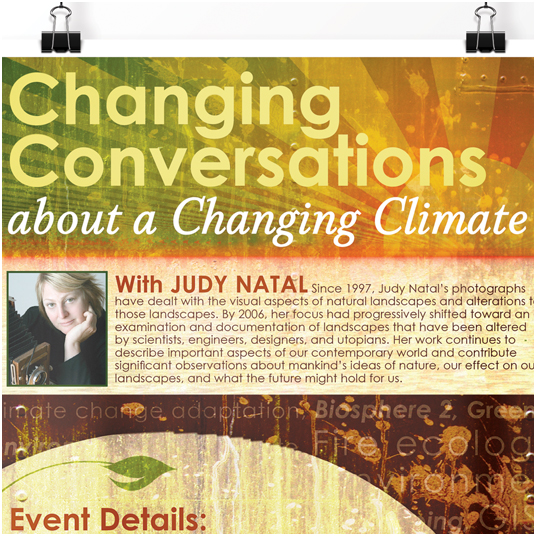 Changing
Conversations
about a Changing Climate
With JUDY NATAL Since 1997, Judy Natal's photographs
have dealt with the visual aspects of natural landscapes and alterations t
those landscapes. By 2006, her focus had progressively shifted toward an
examination and documentation of landscapes that have been altered
by scientists, engineers, designers, and utopians. Her work continues to
describe important aspects of our contemporary world and contribute
significant observations about mankind's ideas of nature, our effect on ou
landscapes, and what the future might hold for us.
imate change adaptation, Biosphere 2, Green
Fire ecolog
nvironme
Event Details: